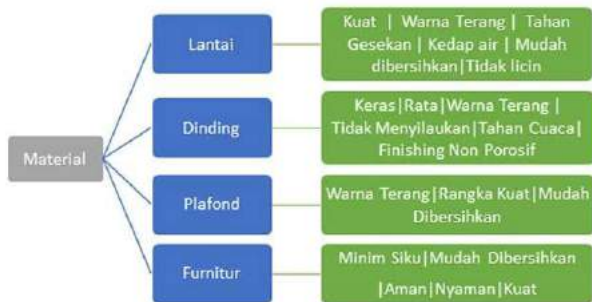 Material
Lantai
Kuat | Warna Terang | Tahan
Gesekan | Kedap air | Mudah
dibersihkan|Tidak licin
Dinding
Keras|Rata|Warna Terang |
Tidak Menyilaukan|Tahan Cuaca|
Finishing Non Porosif
Plafond
Warna Terang|Rangka Kuat|Mudah
Dibersihkan
Furnitur
Minim Siku|Mudah Dibersihkan
|Aman|Nyaman|Kuat